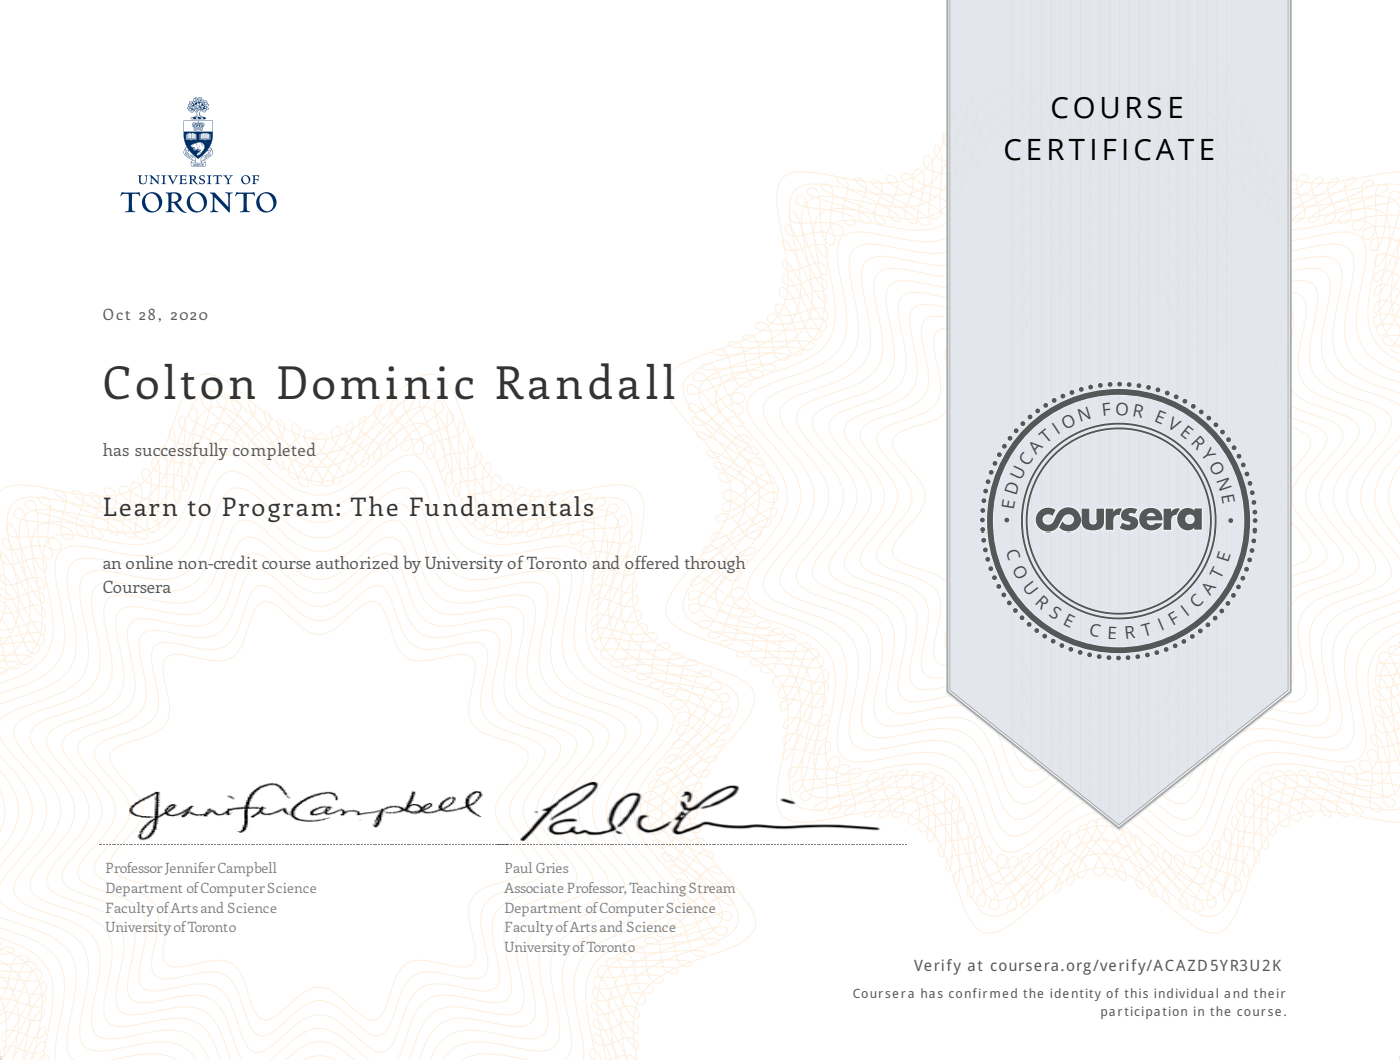 UNIVERSITY OF
TORONTO
COURSE
CERTIFICATE
Oct 28, 2020
Colton Dominic Randall
has successfully completed
Learn to Program: The Fundamentals
an online non-credit course authorized by University of Toronto and offered through
Coursera
EDUCATION FOR EVERYONE
coursera
COURSE CERTIFICATE
Jennifer Campbell
Professor Jennifer Campbell
Department of Computer Science
Faculty of Arts and Science
University of Toronto
Paul Gries
Associate Professor, Teaching Stream
Department of Computer Science
Faculty of Arts and Science
University of Toronto
Verify at coursera.org/verify/ACAZD5YR3U2K
Coursera has confirmed the identity of this individual and their
participation in the course.